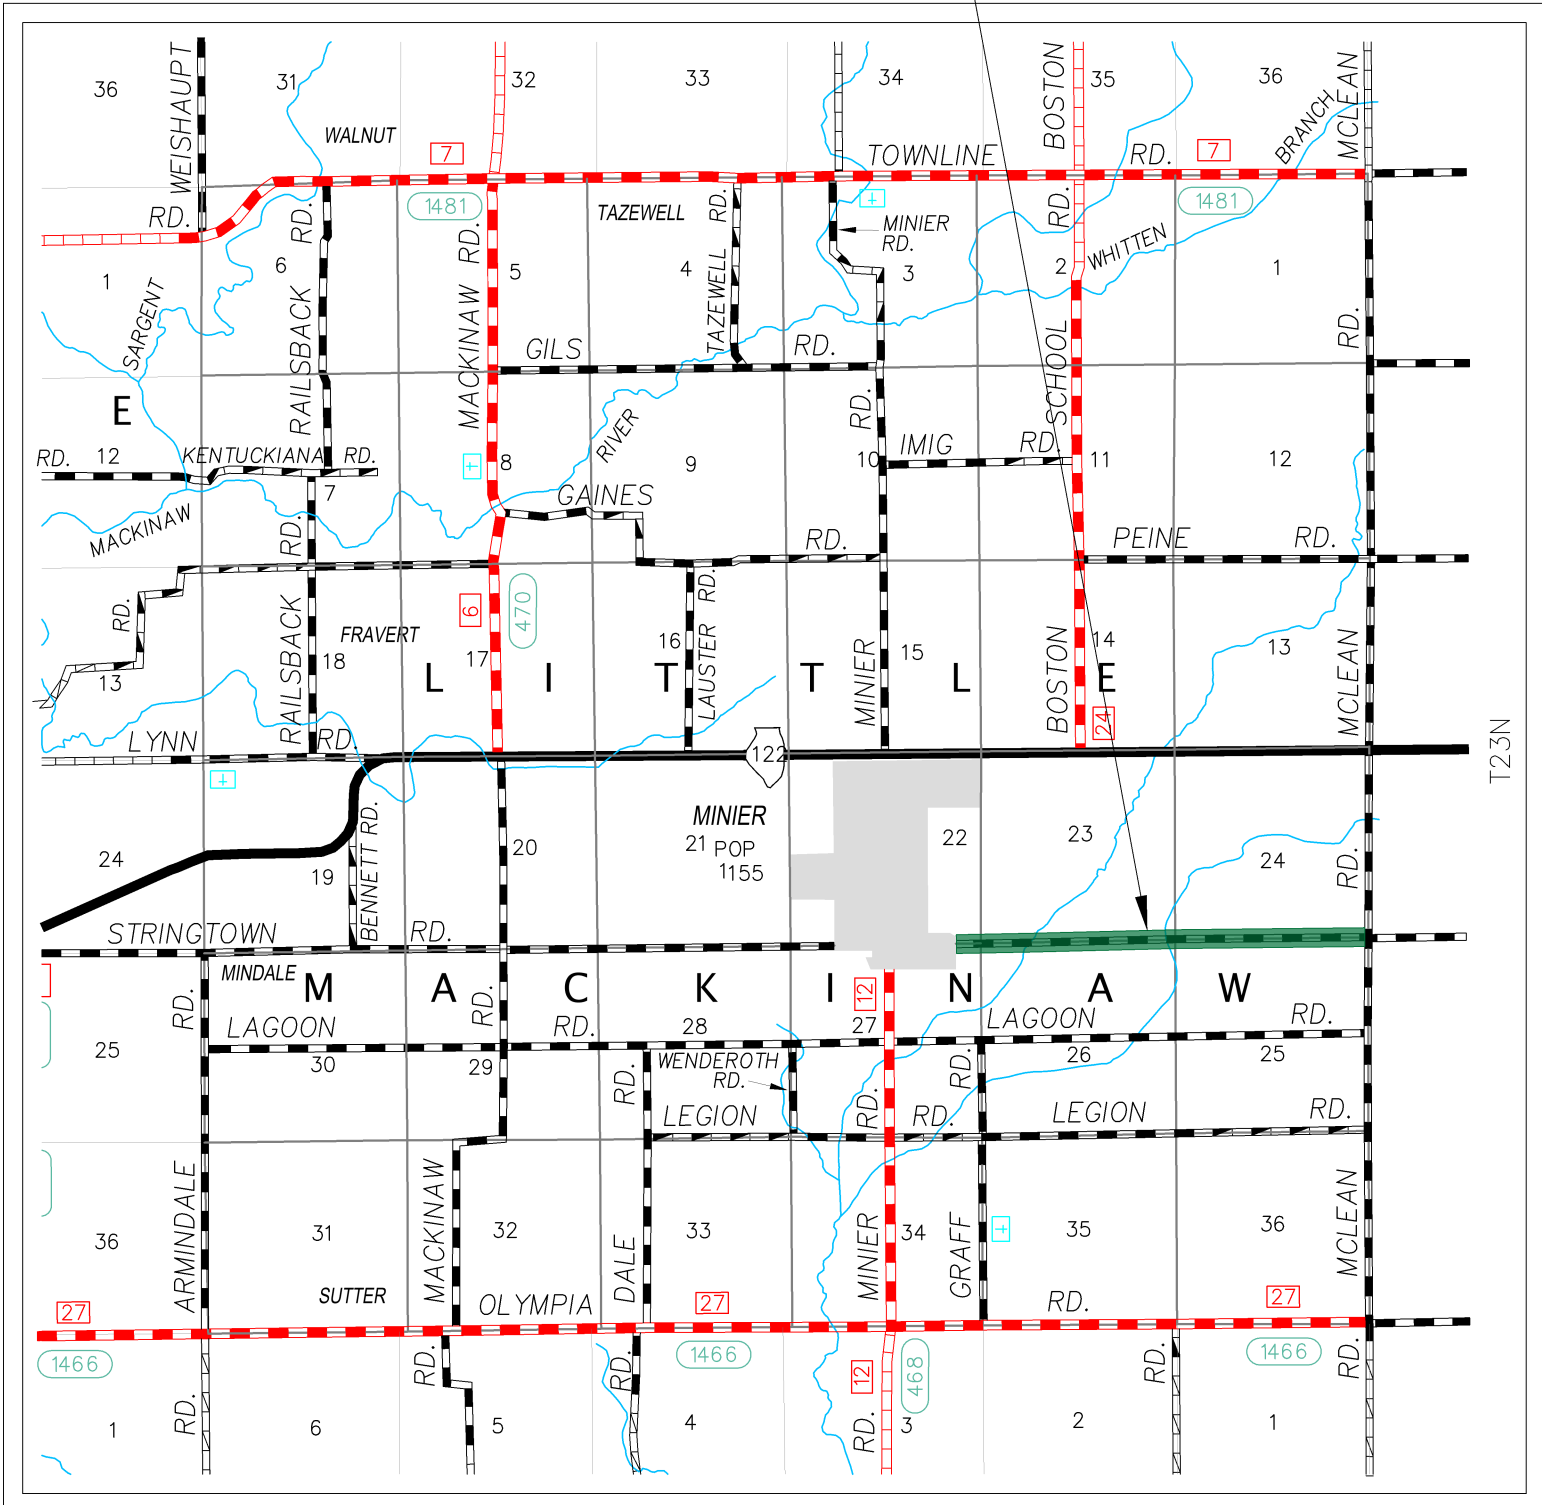 36
WEISHAUPT
31
32
33
34
BOSTON
35
36
BRANCH
MCLEAN
WALNUT
7
TOWNLINE
RD.
7
RD.
1481
TAZEWELL
MINIER
RD.
1481
RD.
RD.
RD.
RD.
1
6
5
4
3
2
WHITTEN
1
SARGENT
RAILSBACK
MACKINAW
TAZEWELL
SCHOOL
RD.
GILS
RD.
E
RD.
RIVER
RD.
12
KENTUCKIANA
RD.
8
9
10
IMIG
RD.
11
12
7
MACKINAW
RD.
GAINES
RD.
PEINE
RD.
RD.
6
470
RD.
FRAVERT
16
13
RAILSBACK
18
17
LAUSTER
MINIER
15
BOSTON
14
13
MCLEAN
L I T T L E
24
LYNN
RD.
122
T23N
24
19
BENNETT RD.
20
MINIER
21
POP
1155
22
23
24
RD.
STRINGTOWN
RD.
MINDALE
M A C K I N A W
RD.
RD.
12
LAGOON
RD.
28
27
LAGOON
RD.
25
30
29
RD.
WENDEROTH
RD.
RD.
26
25
LEGION
RD.
RD.
LEGION
RD.
ARMINDALE
MACKINAW
MCLEAN
36
31
32
DALE
33
MINIER
34
GRAFF
35
36
SUTTER
27
OLYMPIA
27
RD.
27
1466
RD.
RD.
1466
12
468
RD.
1466
RD.
1
RD.
6
5
4
RD.
3
2
1